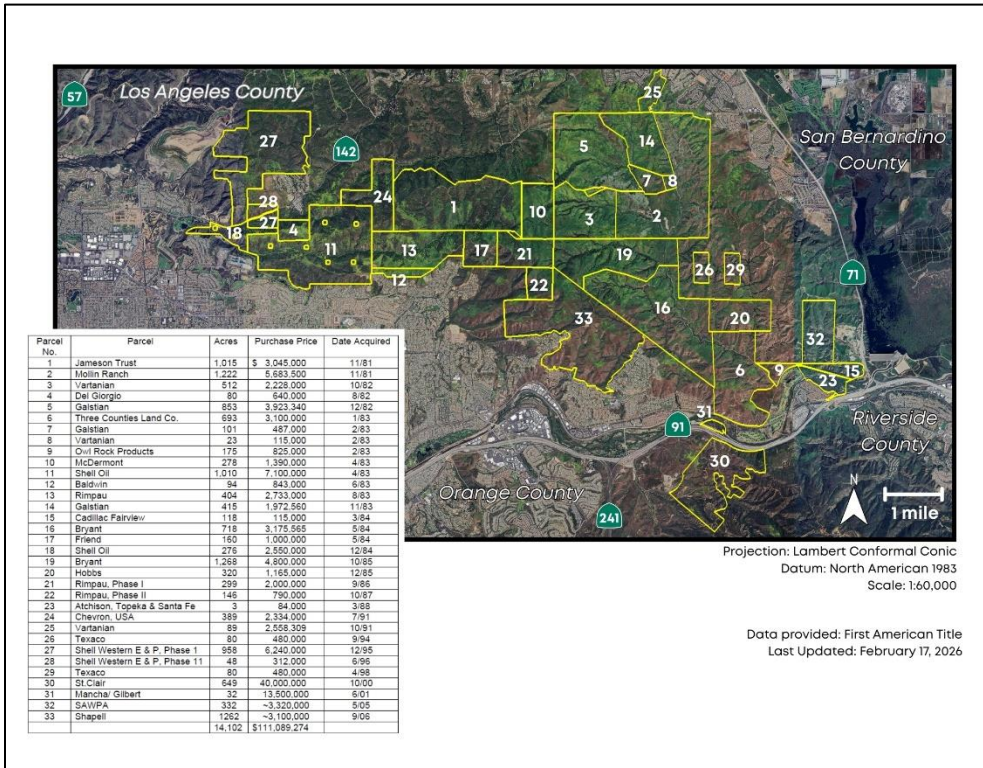 57
Los Angeles County
142
San Bernardino
County
71
Riverside
County
91
Orange County
241
N
1 mile
25
27
5
14
7
8
28
24
1
10
3
2
27
18
4
11
13
17
21
19
12
22
26
29
16
33
20
32
6
9
15
23
31
30
Parcel No. Parcel Acres Purchase Price Date Acquired
1 Jameson Trust 1,015 $ 3,045,000 11/81
2 Mollin Ranch 1,222 5,683,500 11/81
3 Vartanian 512 2,228,000 10/82
4 Del Giorgio 80 640,000 8/82
5 Galstian 853 3,923,340 12/82
6 Three Counties Land Co. 693 3,100,000 1/83
7 Galstian 101 487,000 2/83
8 Vartanian 23 115,000 2/83
9 Owl Rock Products 175 825,000 2/83
10 McDermont 278 1,390,000 4/83
11 Shell Oil 1,010 7,100,000 4/83
12 Baldwin 94 843,000 6/83
13 Rimpau 404 2,733,000 8/83
14 Galstian 415 1,972,560 11/83
15 Cadillac Fairview 118 115,000 3/84
16 Bryant 718 3,175,565 5/84
17 Friend 160 1,000,000 5/84
18 Shell Oil 276 2,550,000 12/84
19 Bryant 1,268 4,800,000 10/85
20 Hobbs 320 1,165,000 12/85
21 Rimpau, Phase I 299 2,000,000 9/86
22 Rimpau, Phase II 146 790,000 10/87
23 Atchison, Topeka & Santa Fe 3 84,000 3/88
24 Chevron, USA 389 2,334,000 7/91
25 Vartanian 89 2,558,309 10/91
26 Texaco 80 480,000 9/94
27 Shell Western E & P, Phase 1 958 6,240,000 12/95
28 Shell Western E & P, Phase 11 48 312,000 6/96
29 Texaco 80 480,000 4/98
30 St.Clair 649 40,000,000 10/00
31 Mancha/ Gilbert 32 13,500,000 6/01
32 SAWPA 332 ~3,320,000 5/05
33 Shapell 1262 ~3,100,000 9/06
14,102 $111,089,274
Projection: Lambert Conformal Conic
Datum: North American 1983
Scale: 1:60,000
Data provided: First American Title
Last Updated: February 17, 2026